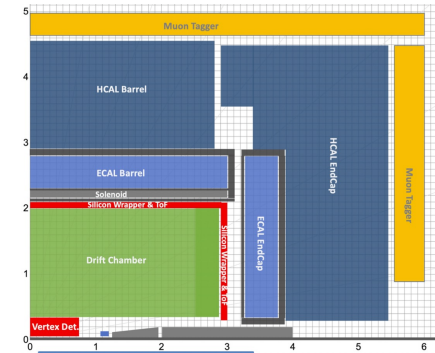 5
Muon Tagger
4
HCAL Barrel
3
ECAL Barrel
Solenoid
Silicon Wrapper & ToF
2
Drift Chamber
Silicon Wrapper & ToF
ECAL EndCap
HCAL EndCap
Muon Tagger
1
Vertex Det.
0
0 1 2 3 4 5 6